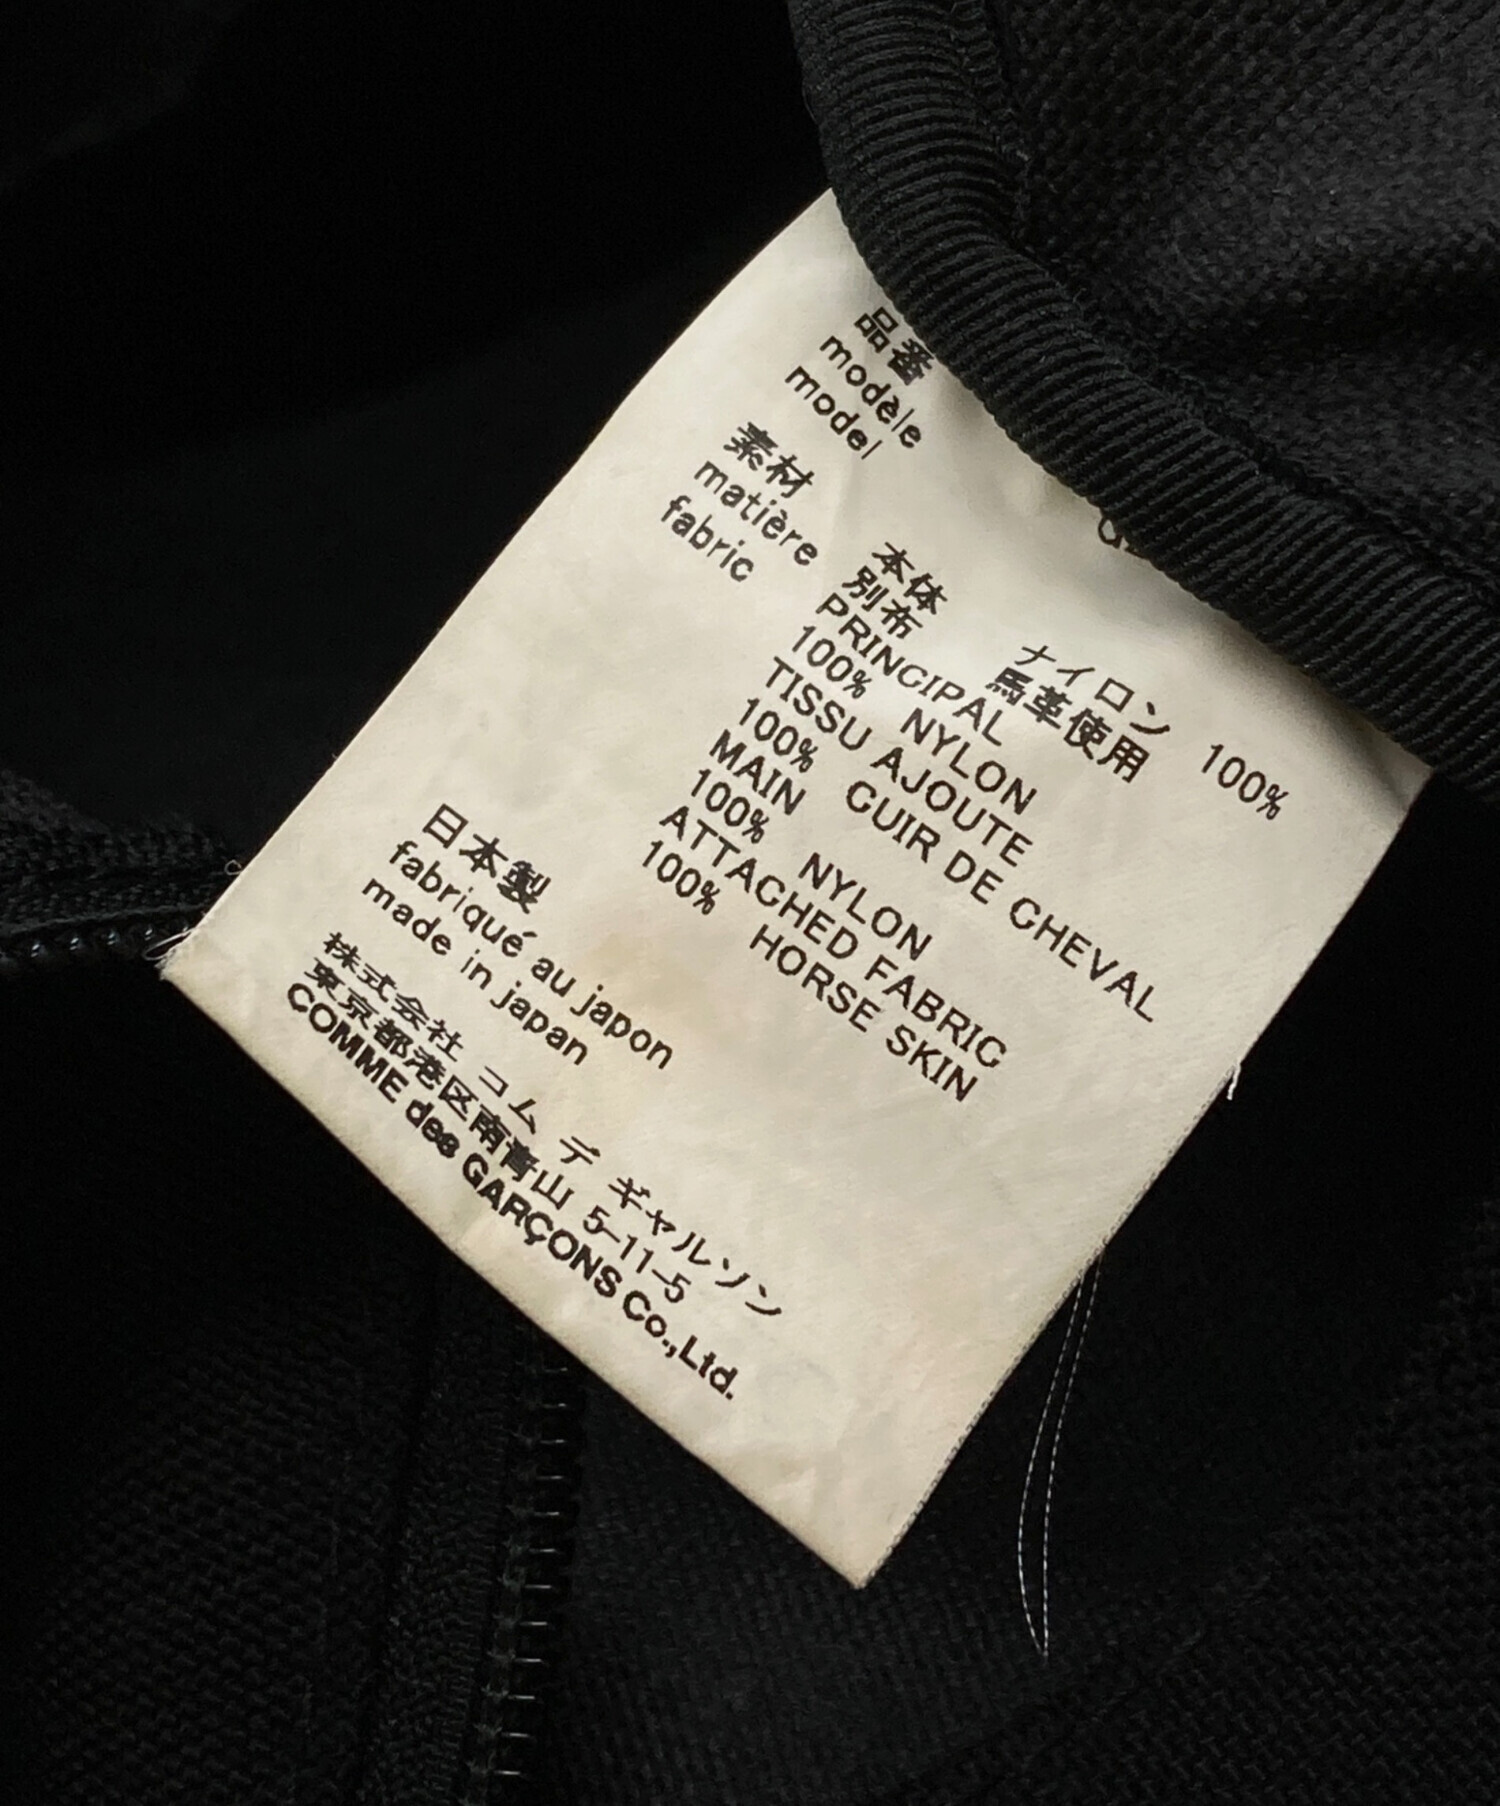 品番
modèle
model
素材
matière
fabric
本体 ナイロン 100%
別布 馬革使用
PRINCIPAL
100% NYLON
TISSU AJOUTE
100% CUIR DE CHEVAL
MAIN
100% NYLON
ATTACHED FABRIC
100% HORSE SKIN
日本製
fabriqué au japon
made in japan
株式会社 コム デ ギャルソン
東京都港区南青山 5-11-5
COMME des GARÇONS Co.,Ltd.